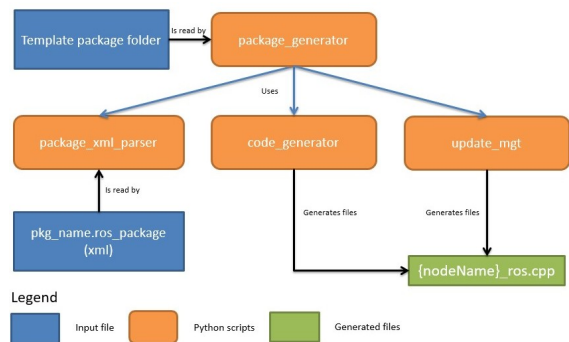 Template package folder
Is read by
package_generator
Uses
package_xml_parser
code_generator
update_mgt
Is read by
Generates files
Generates files
pkg_name.ros_package
(xml)
{nodeName}_ros.cpp
Legend
Input file
Python scripts
Generated files